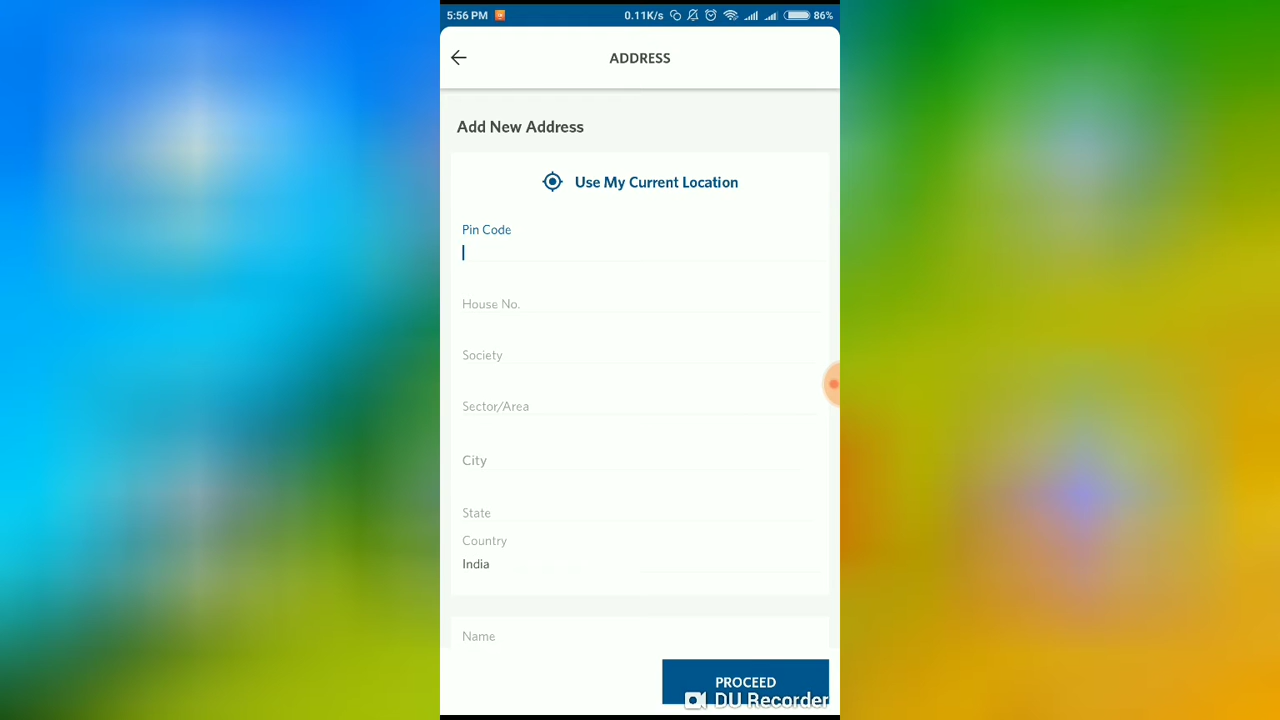 5:56 PM 0.11K/s 86%
ADDRESS
Add New Address
Use My Current Location
Pin Code
House No.
Society
Sector/Area
City
State
Country
India
Name
PROCEED
DU Recorder